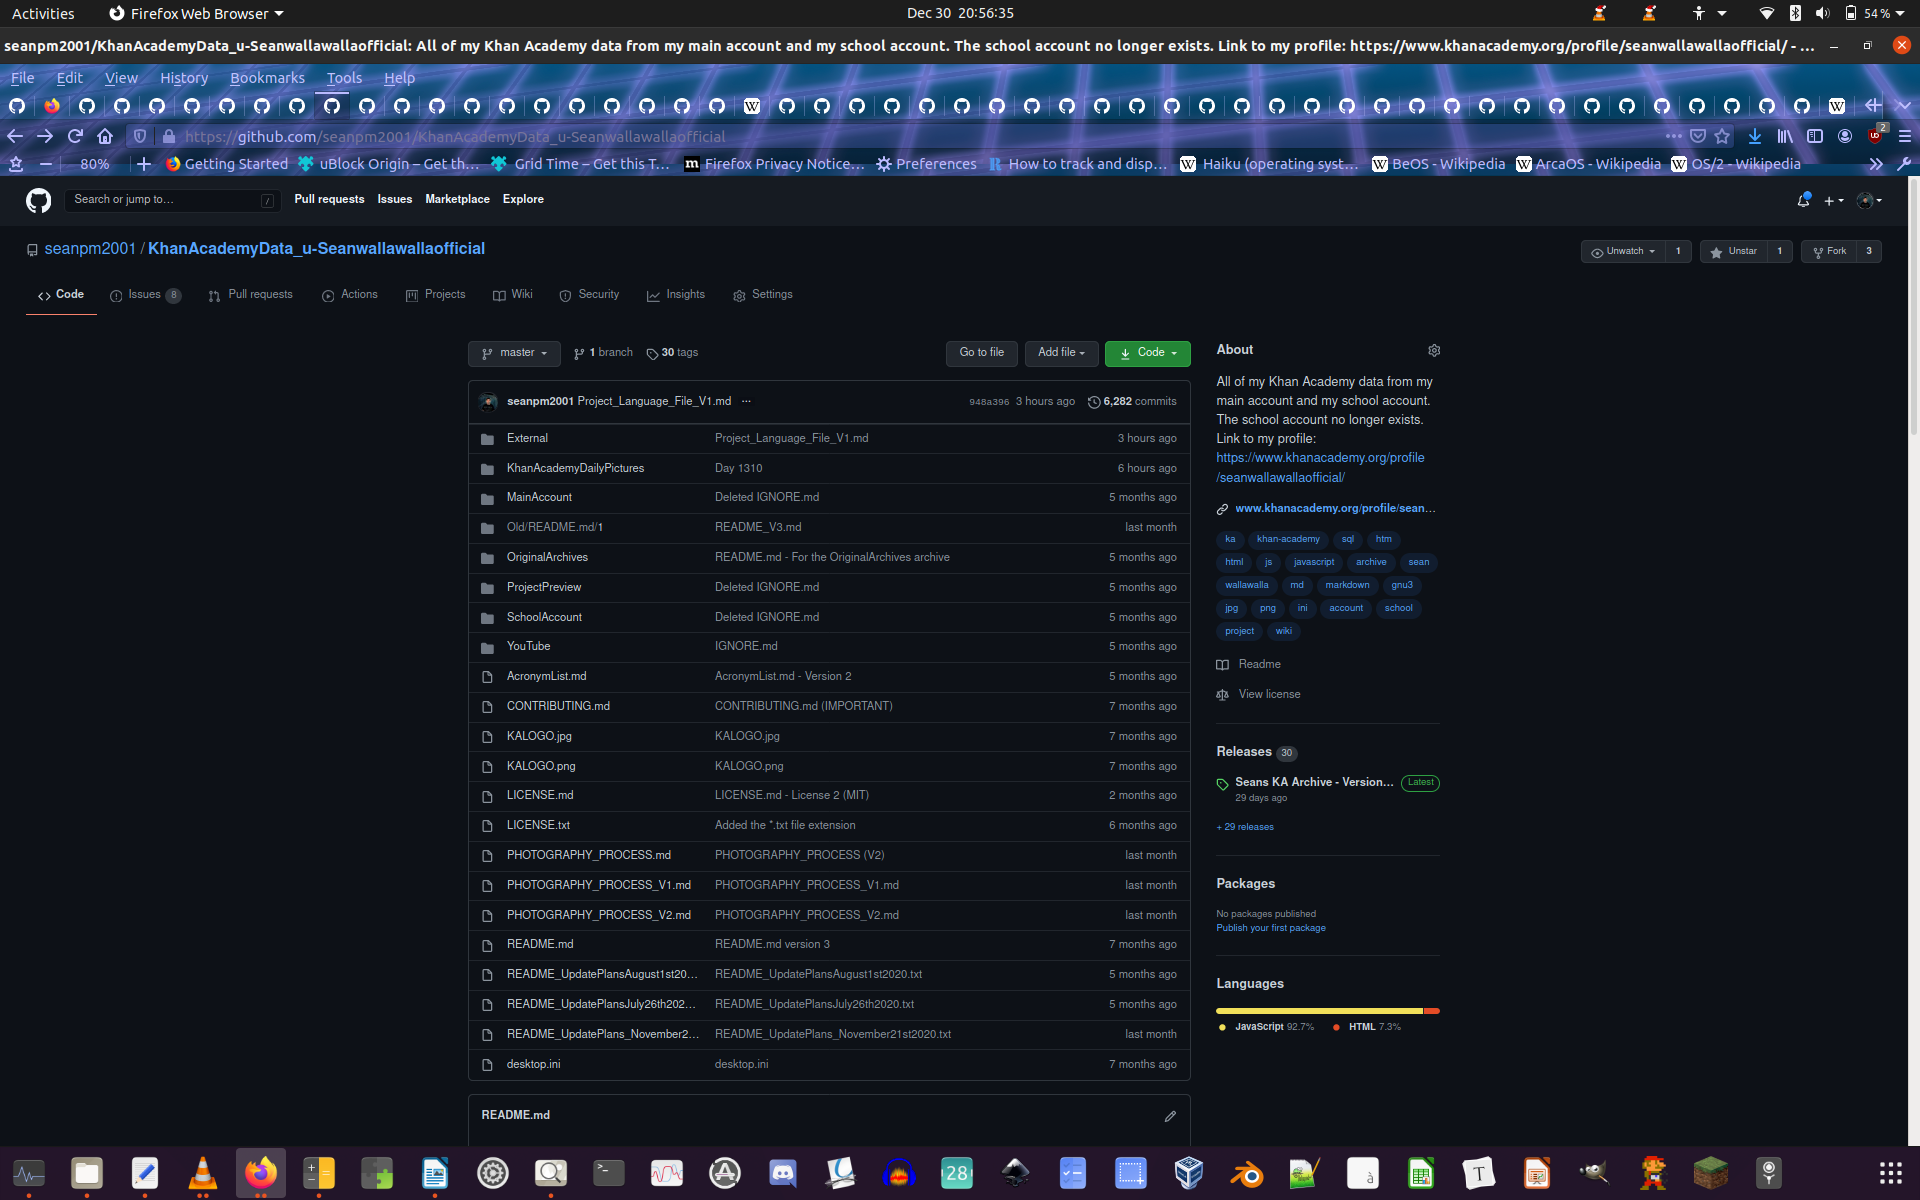 Activities
Firefox Web Browser
Dec 30 20:56:35
54 %
seanpm2001/KhanAcademyData_u-Seanwallawallaofficial: All of my Khan Academy data from my main account and my school account. The school account no longer exists. Link to my profile: https://www.khanacademy.org/profile/seanwallawallaofficial/ - ...
File Edit View History Bookmarks Tools Help
https://github.com/seanpm2001/KhanAcademyData_u-Seanwallawallaofficial
2
80%
Getting Started
uBlock Origin – Get th…
Grid Time – Get this T…
Firefox Privacy Notice…
Preferences
How to track and disp…
Haiku (operating syst…
BeOS - Wikipedia
ArcaOS - Wikipedia
OS/2 - Wikipedia
Search or jump to…
/
Pull requests Issues Marketplace Explore
seanpm2001 / KhanAcademyData_u-Seanwallawallaofficial
Unwatch 1
Unstar 1
Fork 3
Code
Issues 8
Pull requests
Actions
Projects
Wiki
Security
Insights
Settings
master
1 branch
30 tags
Go to file
Add file
Code
seanpm2001 Project_Language_File_V1.md ... 948a396 3 hours ago 6,282 commits
External Project_Language_File_V1.md 3 hours ago
KhanAcademyDailyPictures Day 1310 6 hours ago
MainAccount Deleted IGNORE.md 5 months ago
Old/README.md/1 README_V3.md last month
OriginalArchives README.md - For the OriginalArchives archive 5 months ago
ProjectPreview Deleted IGNORE.md 5 months ago
SchoolAccount Deleted IGNORE.md 5 months ago
YouTube IGNORE.md 5 months ago
AcronymList.md AcronymList.md - Version 2 5 months ago
CONTRIBUTING.md CONTRIBUTING.md (IMPORTANT) 7 months ago
KALOGO.jpg KALOGO.jpg 7 months ago
KALOGO.png KALOGO.png 7 months ago
LICENSE.md LICENSE.md - License 2 (MIT) 2 months ago
LICENSE.txt Added the *.txt file extension 6 months ago
PHOTOGRAPHY_PROCESS.md PHOTOGRAPHY_PROCESS (V2) last month
PHOTOGRAPHY_PROCESS_V1.md PHOTOGRAPHY_PROCESS_V1.md last month
PHOTOGRAPHY_PROCESS_V2.md PHOTOGRAPHY_PROCESS_V2.md last month
README.md README.md version 3 7 months ago
README_UpdatePlansAugust1st20… README_UpdatePlansAugust1st2020.txt 5 months ago
README_UpdatePlansJuly26th202… README_UpdatePlansJuly26th2020.txt 5 months ago
README_UpdatePlans_November2… README_UpdatePlans_November21st2020.txt last month
desktop.ini desktop.ini 7 months ago
README.md
About
All of my Khan Academy data from my
main account and my school account.
The school account no longer exists.
Link to my profile:
https://www.khanacademy.org/profile
/seanwallawallaofficial/
www.khanacademy.org/profile/sean…
ka khan-academy sql htm
html js javascript archive sean
wallawalla md markdown gnu3
jpg png ini account school
project wiki
Readme
View license
Releases 30
Seans KA Archive - Version… Latest
29 days ago
+ 29 releases
Packages
No packages published
Publish your first package
Languages
JavaScript 92.7% HTML 7.3%
28